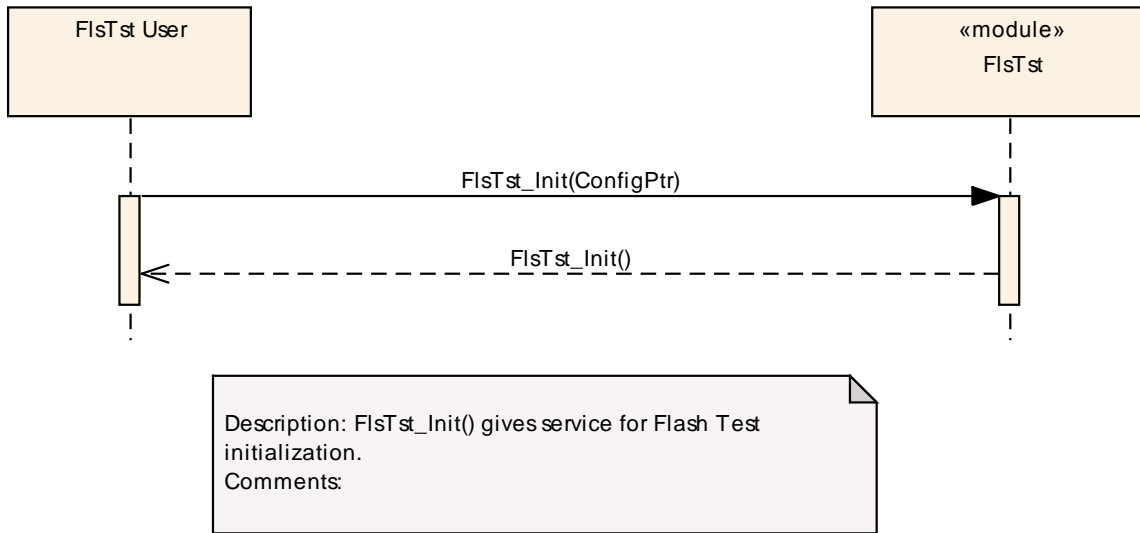 FlsTst User
«module»
FlsTst
FlsTst_Init(ConfigPtr)
FlsTst_Init()
Description: FlsTst_Init() gives service for Flash Test
initialization.
Comments: